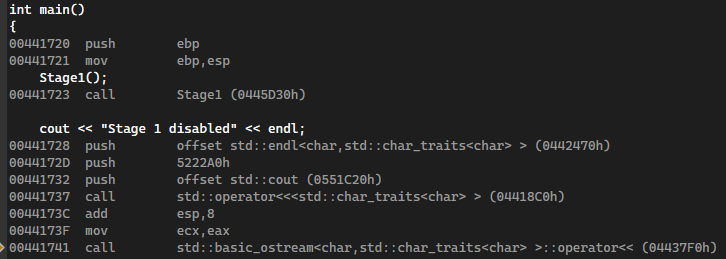 int main()
{
00441720 push ebp
00441721 mov ebp,esp
Stage1();
00441723 call Stage1 (0445D30h)
cout << "Stage 1 disabled" << endl;
00441728 push offset std::endl<char,std::char_traits<char> > (0442470h)
0044172D push 5222A0h
00441732 push offset std::cout (0551C20h)
00441737 call std::operator<<<std::char_traits<char> > (04418C0h)
0044173C add esp,8
0044173F mov ecx,eax
00441741 call std::basic_ostream<char,std::char_traits<char> >::operator<< (04437F0h)